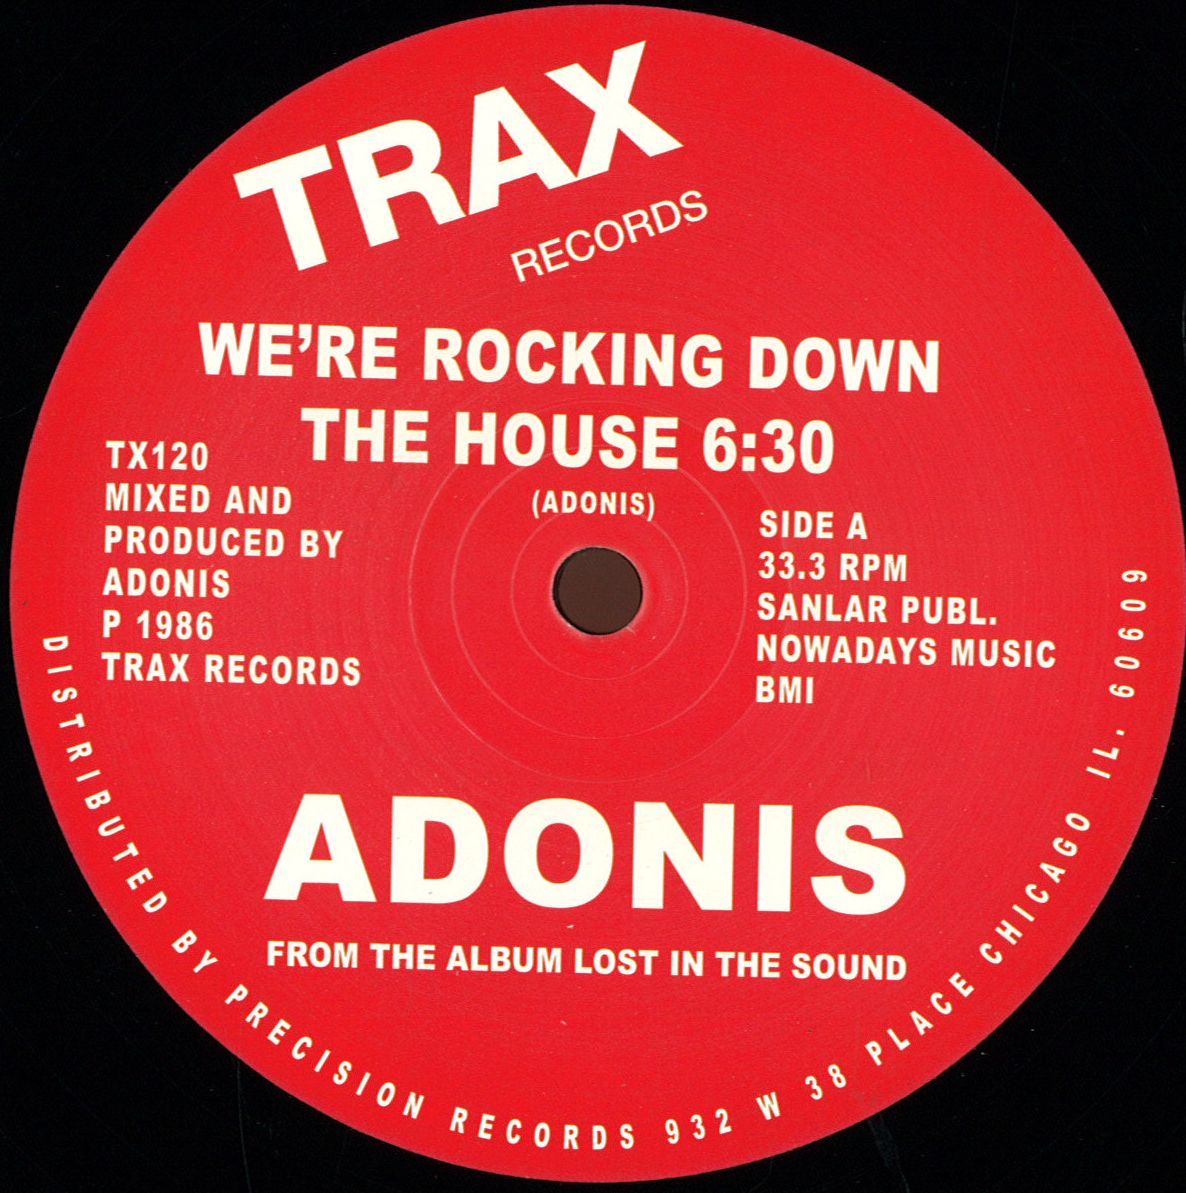 TRAX
RECORDS
WE'RE ROCKING DOWN
THE HOUSE 6:30
(ADONIS)
TX120
MIXED AND
PRODUCED BY
ADONIS
P 1986
TRAX RECORDS
SIDE A
33.3 RPM
SANLAR PUBL.
NOWADAYS MUSIC
BMI
ADONIS
FROM THE ALBUM LOST IN THE SOUND
DISTRIBUTED BY PRECISION RECORDS 932 W 38 PLACE CHICAGO IL. 60609